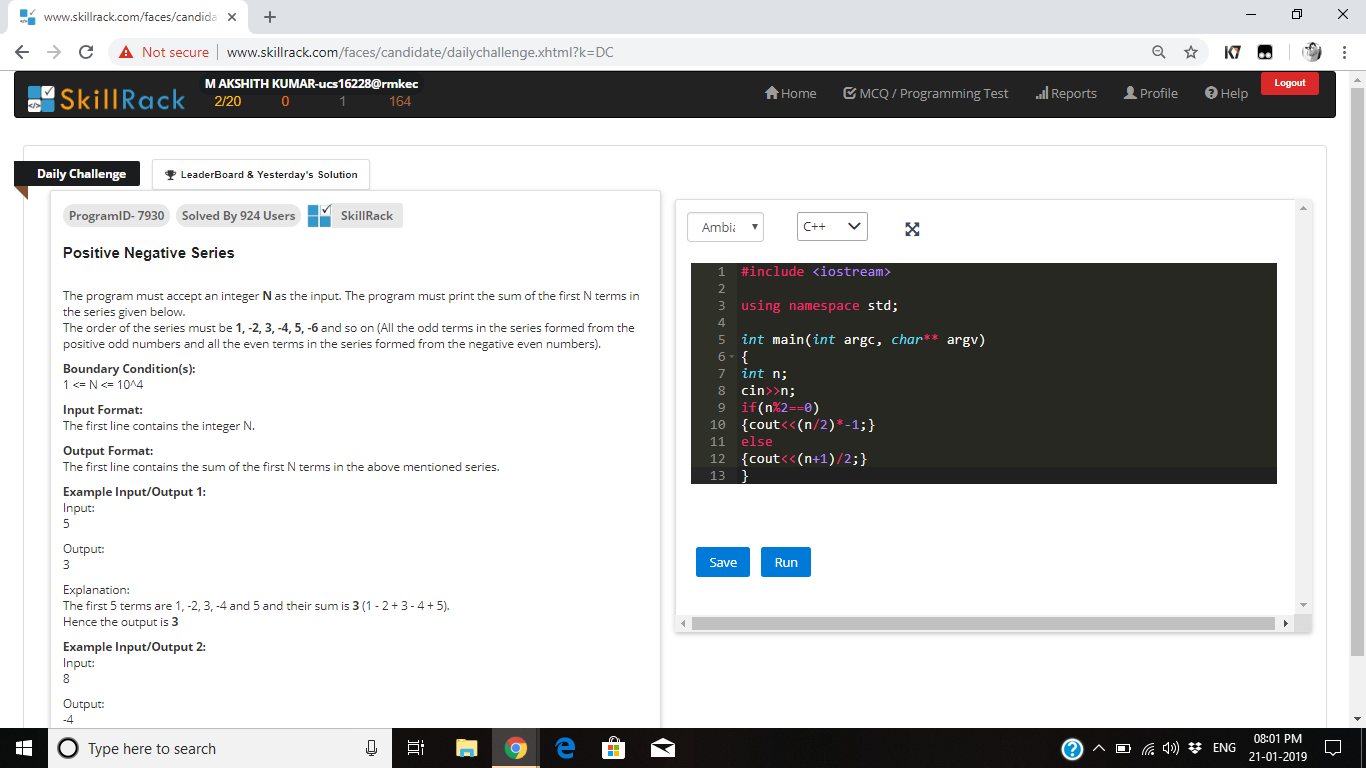 www.skillrack.com/faces/candida
Not secure | www.skillrack.com/faces/candidate/dailychallenge.xhtml?k=DC
K7
SkillRack
M AKSHITH KUMAR-ucs16228@rmkec
2/20 0 1 164
Home MCQ / Programming Test Reports Profile Help Logout
Daily Challenge LeaderBoard & Yesterday's Solution
ProgramID- 7930 Solved By 924 Users SkillRack
Positive Negative Series
The program must accept an integer N as the input. The program must print the sum of the first N terms in
the series given below.
The order of the series must be 1, -2, 3, -4, 5, -6 and so on (All the odd terms in the series formed from the
positive odd numbers and all the even terms in the series formed from the negative even numbers).
Boundary Condition(s):
1 <= N <= 10^4
Input Format:
The first line contains the integer N.
Output Format:
The first line contains the sum of the first N terms in the above mentioned series.
Example Input/Output 1:
Input:
5
Output:
3
Explanation:
The first 5 terms are 1, -2, 3, -4 and 5 and their sum is 3 (1 - 2 + 3 - 4 + 5).
Hence the output is 3
Example Input/Output 2:
Input:
8
Output:
-4
Ambia C++
1 #include <iostream>
2
3 using namespace std;
4
5 int main(int argc, char** argv)
6 {
7 int n;
8 cin>>n;
9 if(n%2==0)
10 {cout<<(n/2)*-1;}
11 else
12 {cout<<(n+1)/2;}
13 }
Save Run
Type here to search
ENG
08:01 PM
21-01-2019